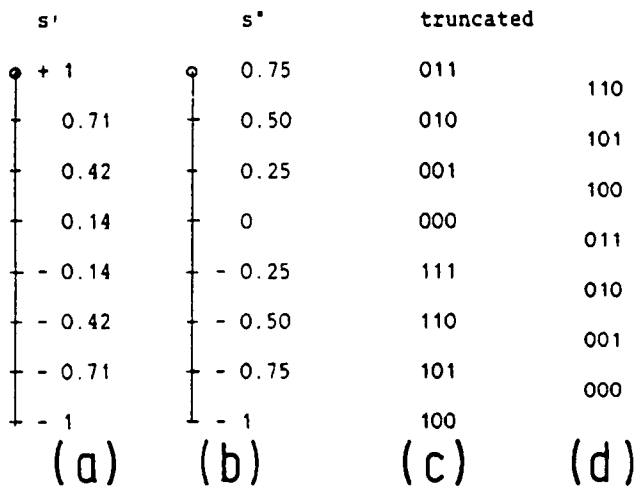 s' s" truncated
+ 1 0.75 011
110
0.71 0.50 010
101
0.42 0.25 001
100
0.14 0 000
011
- 0.14 - 0.25 111
010
- 0.42 - 0.50 110
001
- 0.71 - 0.75 101
000
- 1 - 1 100
(a) (b) (c) (d)